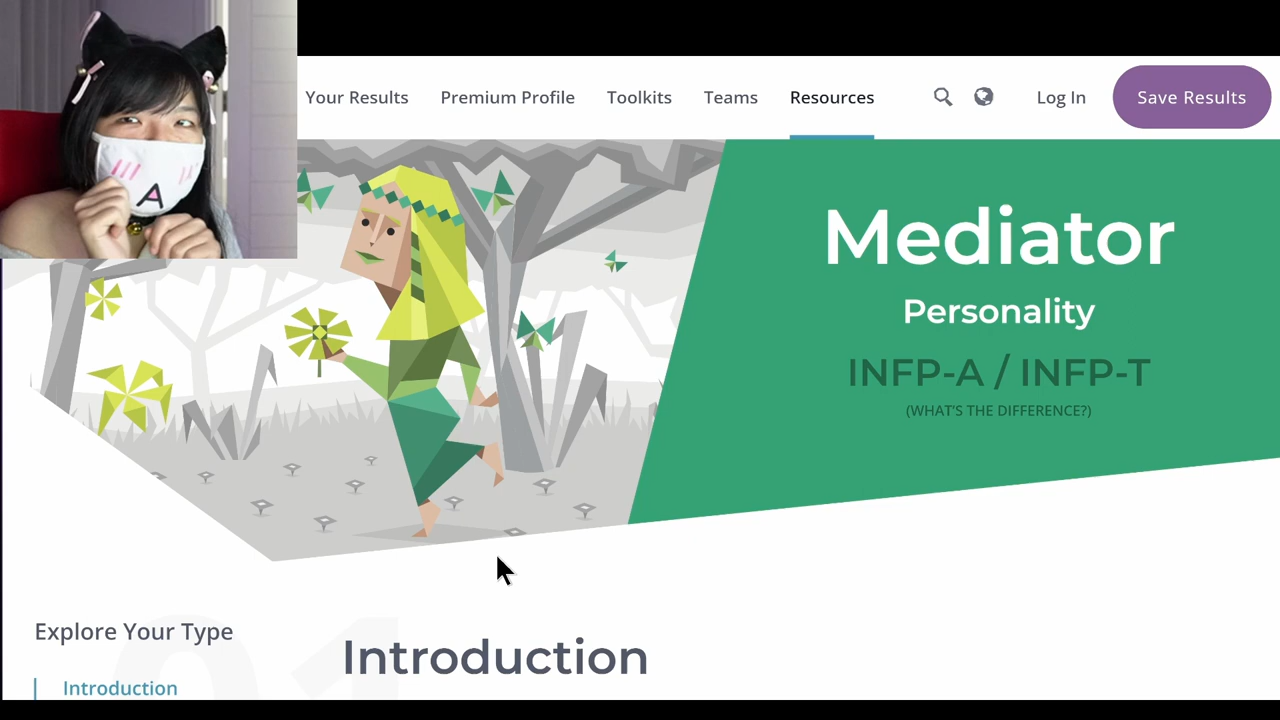 Your Results Premium Profile Toolkits Teams Resources Log In Save Results
Mediator
Personality
INFP-A / INFP-T
(WHAT'S THE DIFFERENCE?)
01
Explore Your Type
Introduction
Introduction